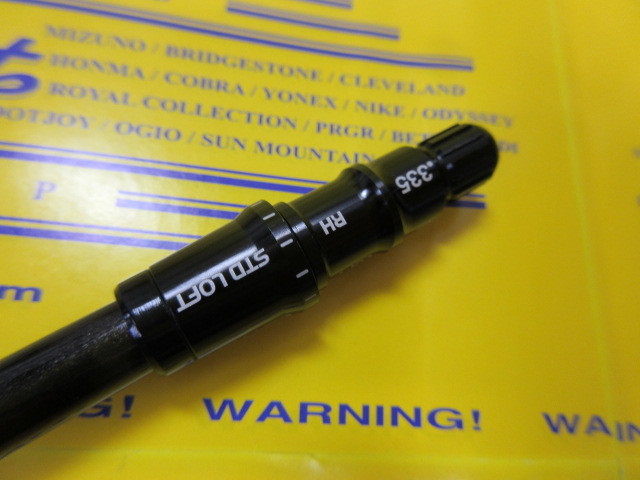 MIZUNO / BRIDGESTONE / CLEVELAND
HONMA / COBRA / YONEX / NIKE / ODYSSEY
ROYAL COLLECTION / PRGR /
/ OGIO / SUN MOUNTAIN
P
.335
RH
STD LOFT
m
WARNING!
WARNING!